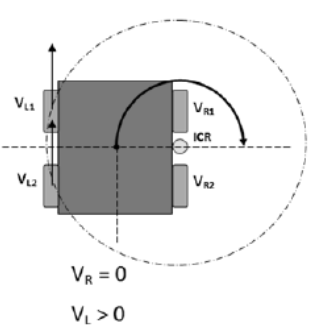 V_L1
V_R1
ICR
V_L2
V_R2
V_R = 0
V_L > 0